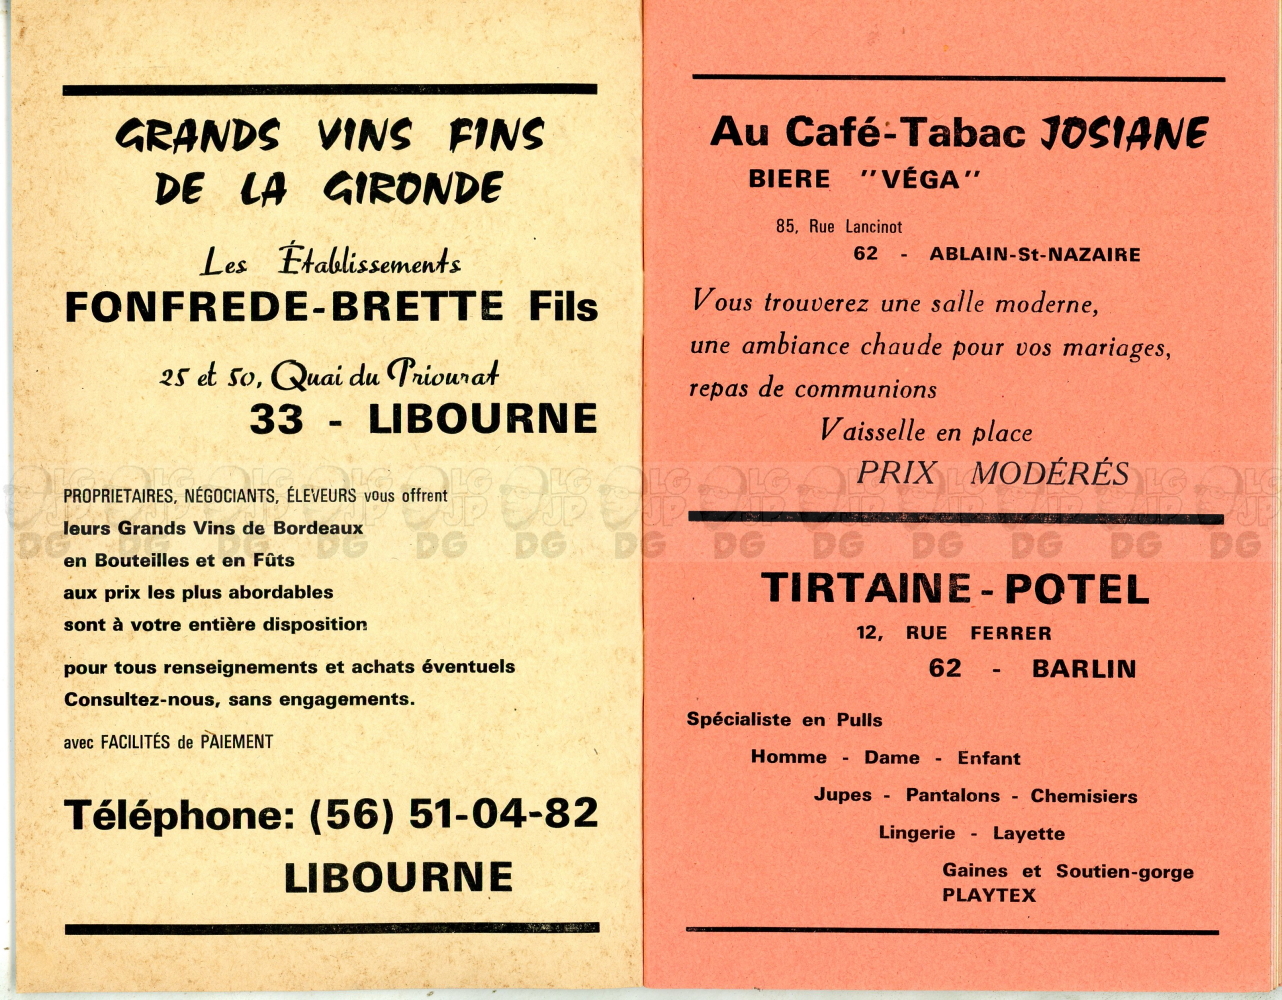 GRANDS VINS FINS
DE LA GIRONDE
Les Établissements
FONFREDE-BRETTE Fils
25 et 50, Quai du Priourat
33 - LIBOURNE
PROPRIETAIRES, NÉGOCIANTS, ÉLEVEURS vous offrent
leurs Grands Vins de Bordeaux
en Bouteilles et en Fûts
aux prix les plus abordables
sont à votre entière disposition
pour tous renseignements et achats éventuels
Consultez-nous, sans engagements.
avec FACILITÉS de PAIEMENT
Téléphone: (56) 51-04-82
LIBOURNE
Au Café-Tabac JOSIANE
BIERE "VÉGA"
85, Rue Lancinot
62 - ABLAIN-St-NAZAIRE
Vous trouverez une salle moderne,
une ambiance chaude pour vos mariages,
repas de communions
Vaisselle en place
PRIX MODÉRÉS
TIRTAINE-POTEL
12, RUE FERRER
62 - BARLIN
Spécialiste en Pulls
Homme - Dame - Enfant
Jupes - Pantalons - Chemisiers
Lingerie - Layette
Gaines et Soutien-gorge
PLAYTEX